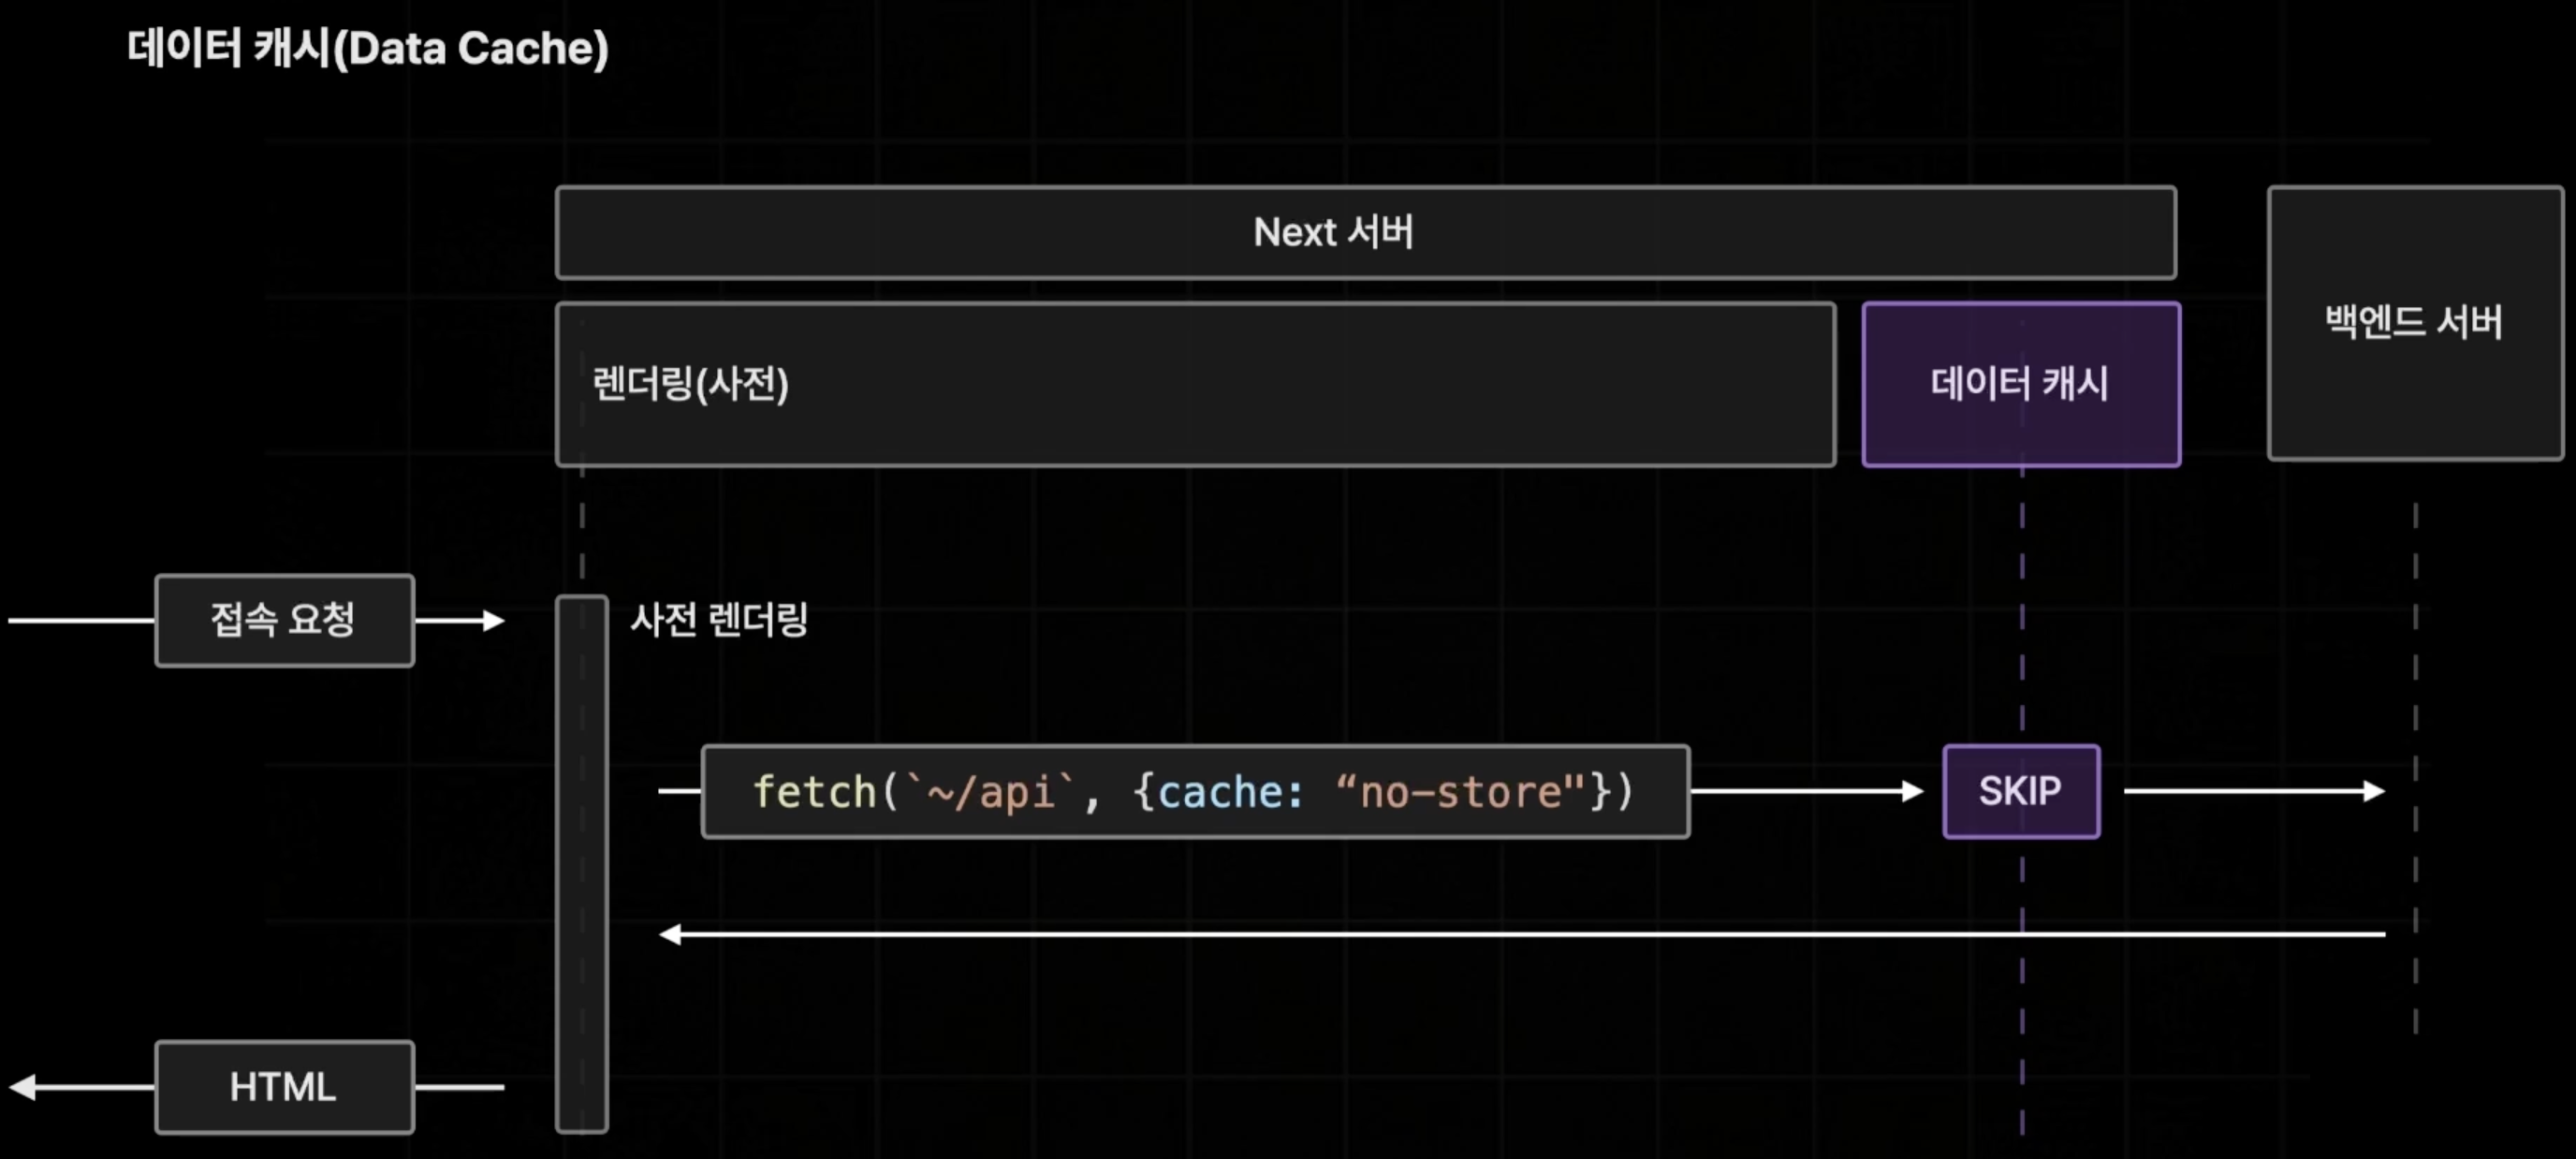 데이터 캐시(Data Cache)
Next 서버
백엔드 서버
렌더링(사전)
데이터 캐시
접속 요청
사전 렌더링
fetch(`~/api`, {cache: “no-store"})
SKIP
HTML